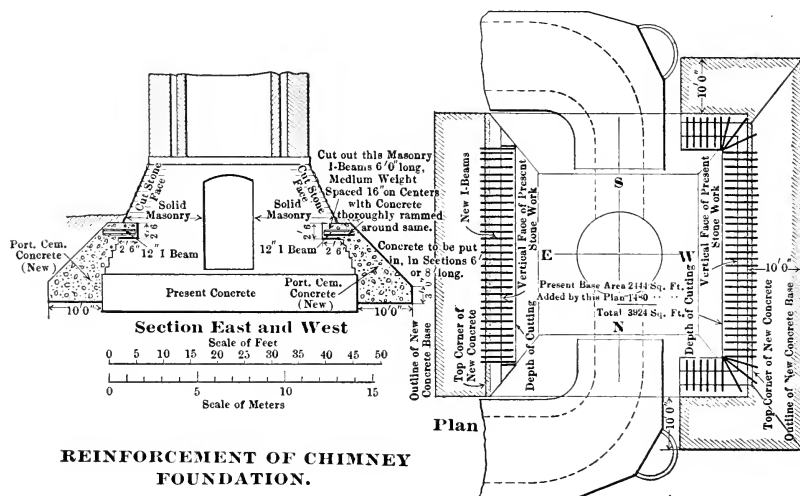 Cut Stone
Face
Cut Stone
Face
Solid
Masonry
Solid
Masonry
Cut out this Masonry
I-Beams 6'0" long,
Medium Weight
Spaced 16" on Centers
with Concrete
thoroughly rammed
around same.
2'6"
2'6"
2'6"
2'6"
12" I Beam
12" I Beam
Port. Cem.
Concrete
(New)
Concrete to be put
in, in Sections 6'
or 8' long.
Present Concrete
Port. Cem.
Concrete
(New)
3'0"
10'0"
10'0"
Section East and West
Scale of Feet
0 5 10 15 20 25 30 35 40 45 50
0 5 10 15
Scale of Meters
Outline of New
Concrete Base
Top Corner of
New Concrete
New I-Beams
Vertical Face of Present
Stone Work
Depth of Cutting
S
E
W
N
Present Base Area 2444 Sq. Ft.
Added by this Plan 1480 " "
Total 3924 Sq. Ft.
Depth of Cutting
Vertical Face of Present
Stone Work
10'0"
10'0"
10'0"
Top Corner of New Concrete
Outline of New Concrete Base
Plan
REINFORCEMENT OF CHIMNEY
FOUNDATION.